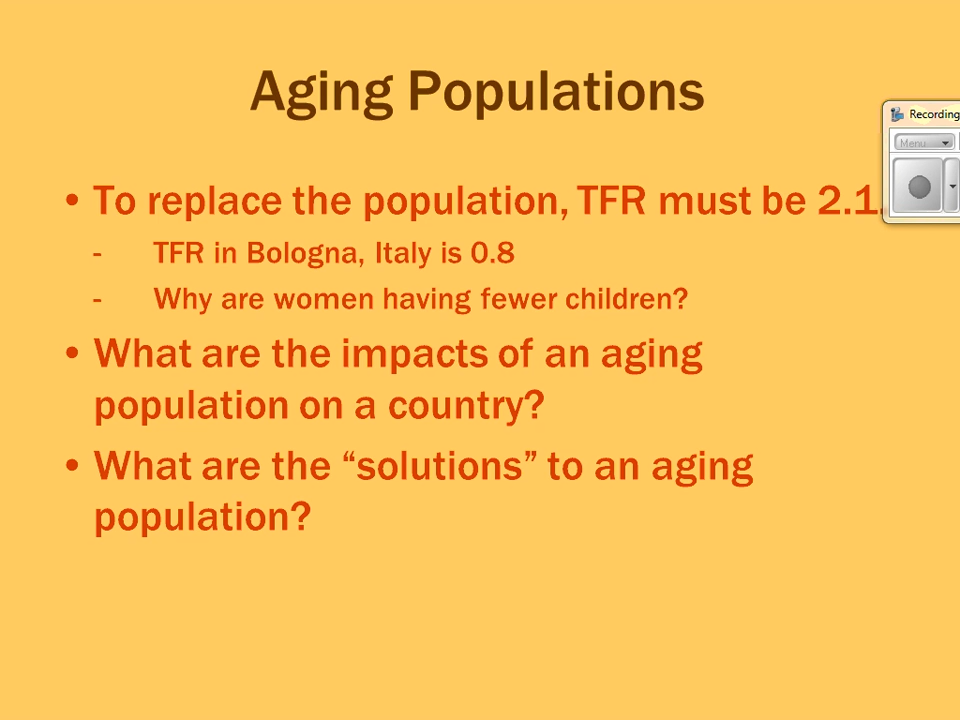 Aging Populations
Recording
Menu
• To replace the population, TFR must be 2.1.
- TFR in Bologna, Italy is 0.8
- Why are women having fewer children?
• What are the impacts of an aging
population on a country?
• What are the “solutions” to an aging
population?